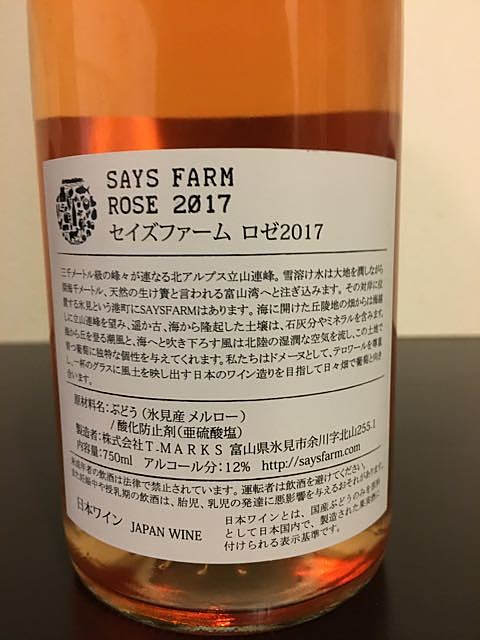 SAYS FARM
ROSE 2017
セイズファーム ロゼ2017
三千メートル級の峰々が連なる北アルプス立山連峰。雪溶け水は大地を潤しながら
深海千メートル、天然の生け簀と言われる富山湾へと注ぎ込みます。その対岸に位
置する氷見という港町にSAYSFARMはあります。海に開けた丘陵地の畑からは海越
しに立山連峰を望み、遥か古、海から隆起した土壌は、石灰分やミネラルを含みます。
海から丘を登る潮風と、海へと吹き下ろす風は北陸の湿潤な空気を流し、この土地で
育つ葡萄に独特な個性を与えてくれます。私たちはドメーヌとして、テロワールを尊重
し、一杯のグラスに風土を映し出す日本のワイン造りを目指して日々畑で葡萄と向き
合います。
原材料名:ぶどう(氷見産 メルロー)
/酸化防止剤(亜硫酸塩)
製造者:株式会社T-MARKS 富山県氷見市余川字北山255.1
内容量:750ml アルコール分:12% http://saysfarm.com
未成年者の飲酒は法律で禁止されています。運転者は飲酒を避けてください。
また妊娠中や授乳期の飲酒は、胎児、乳児の発達に悪影響を与えるおそれがあります。
日本ワイン JAPAN WINE
日本ワインとは、国産ぶどうのみを原料
として日本国内で、製造された果実酒に
付けられる表示基準です。